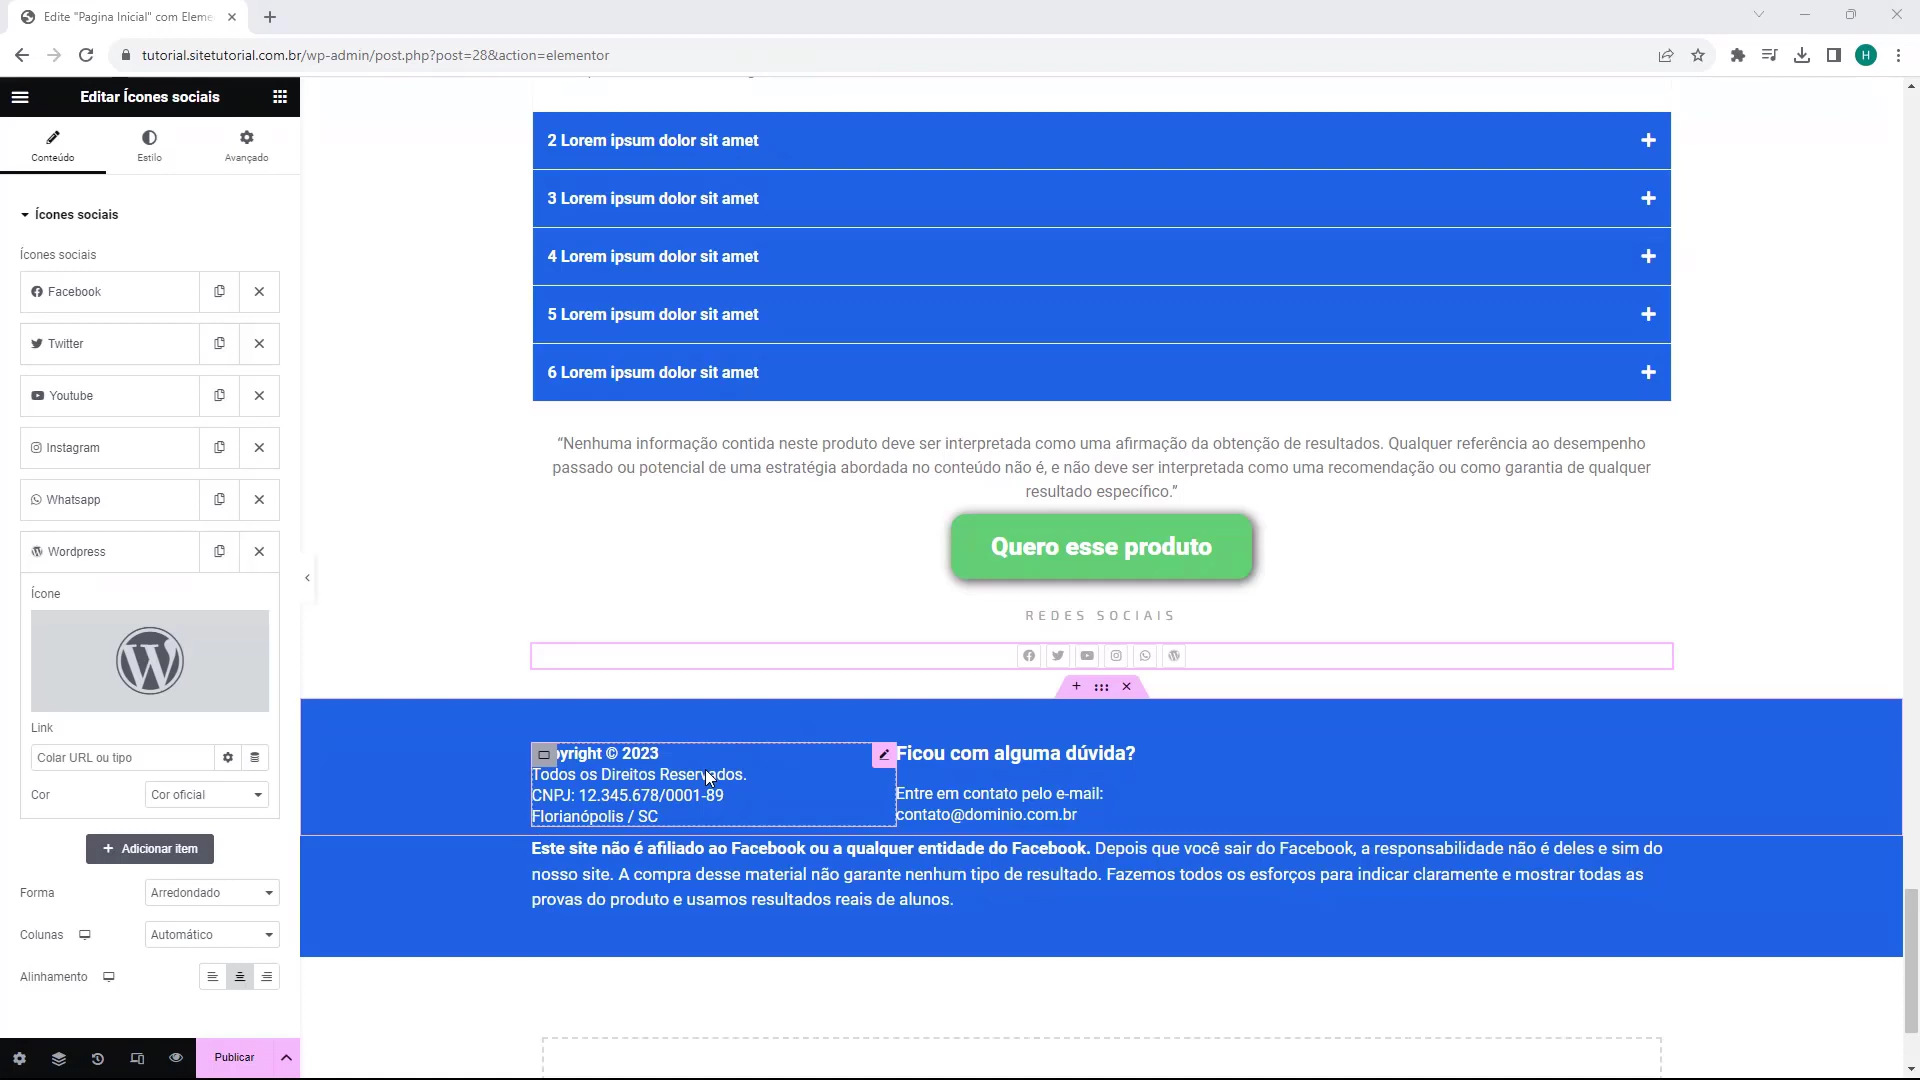 Edite "Pagina Inicial" com Eleme
tutorial.sitetutorial.com.br/wp-admin/post.php?post=28&action=elementor
H
Editar Ícones sociais
Conteúdo
Estilo
Avançado
Ícones sociais
Ícones sociais
Facebook
Twitter
Youtube
Instagram
Whatsapp
Wordpress
Ícone
Link
Colar URL ou tipo
Cor
Cor oficial
Adicionar item
Forma
Arredondado
Colunas
Automático
Alinhamento
Publicar
2 Lorem ipsum dolor sit amet
3 Lorem ipsum dolor sit amet
4 Lorem ipsum dolor sit amet
5 Lorem ipsum dolor sit amet
6 Lorem ipsum dolor sit amet
“Nenhuma informação contida neste produto deve ser interpretada como uma afirmação da obtenção de resultados. Qualquer referência ao desempenho
passado ou potencial de uma estratégia abordada no conteúdo não é, e não deve ser interpretada como uma recomendação ou como garantia de qualquer
resultado específico.”
Quero esse produto
REDES SOCIAIS
pyright © 2023
Todos os Direitos Reservados.
CNPJ: 12.345.678/0001-89
Florianópolis / SC
Ficou com alguma dúvida?
Entre em contato pelo e-mail:
contato@dominio.com.br
Este site não é afiliado ao Facebook ou a qualquer entidade do Facebook. Depois que você sair do Facebook, a responsabilidade não é deles e sim do
nosso site. A compra desse material não garante nenhum tipo de resultado. Fazemos todos os esforços para indicar claramente e mostrar todas as
provas do produto e usamos resultados reais de alunos.